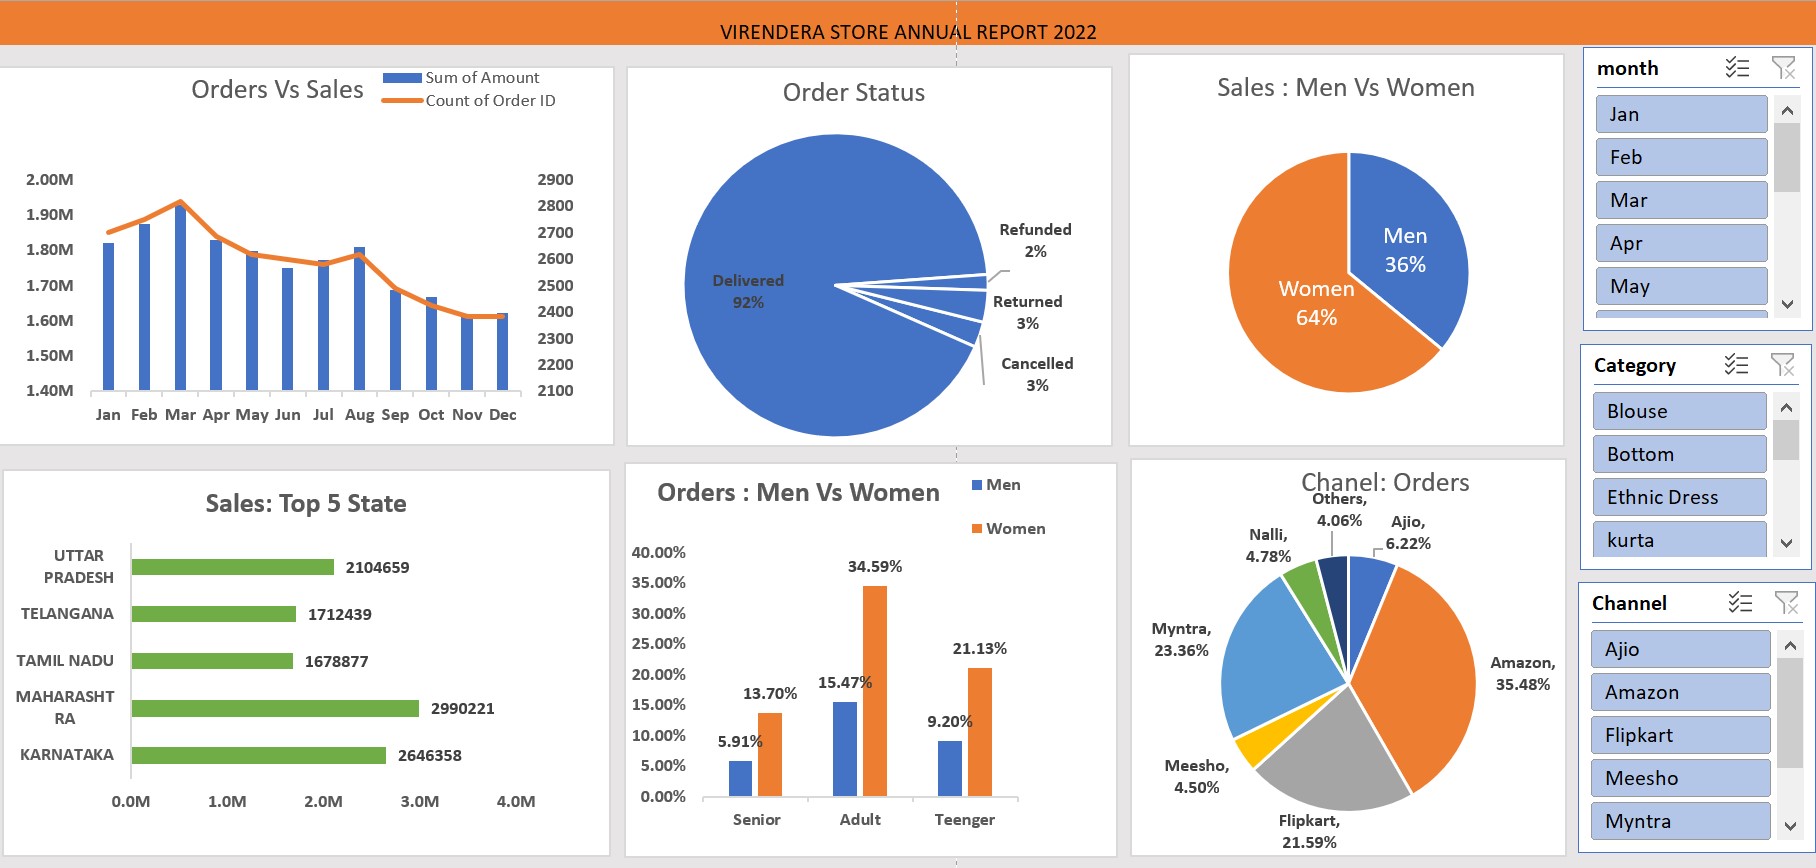 VIRENDERA STORE ANNUAL REPORT 2022
Orders Vs Sales
Sum of Amount
Count of Order ID
2.00M
1.90M
1.80M
1.70M
1.60M
1.50M
1.40M
2900
2800
2700
2600
2500
2400
2300
2200
2100
Jan Feb Mar Apr May Jun Jul Aug Sep Oct Nov Dec
Order Status
Delivered
92%
Refunded
2%
Returned
3%
Cancelled
3%
Sales : Men Vs Women
Men
36%
Women
64%
month
Jan
Feb
Mar
Apr
May
Category
Blouse
Bottom
Ethnic Dress
kurta
Channel
Ajio
Amazon
Flipkart
Meesho
Myntra
Sales: Top 5 State
UTTAR
PRADESH
2104659
TELANGANA 1712439
TAMIL NADU 1678877
MAHARASHT
RA
2990221
KARNATAKA 2646358
0.0M 1.0M 2.0M 3.0M 4.0M
Orders : Men Vs Women
Men
Women
40.00%
35.00%
30.00%
25.00%
20.00%
15.00%
10.00%
5.00%
0.00%
5.91%
13.70%
15.47%
34.59%
9.20%
21.13%
Senior Adult Teenger
Chanel: Orders
Others,
4.06%
Ajio,
6.22%
Nalli,
4.78%
Myntra,
23.36%
Amazon,
35.48%
Meesho,
4.50%
Flipkart,
21.59%